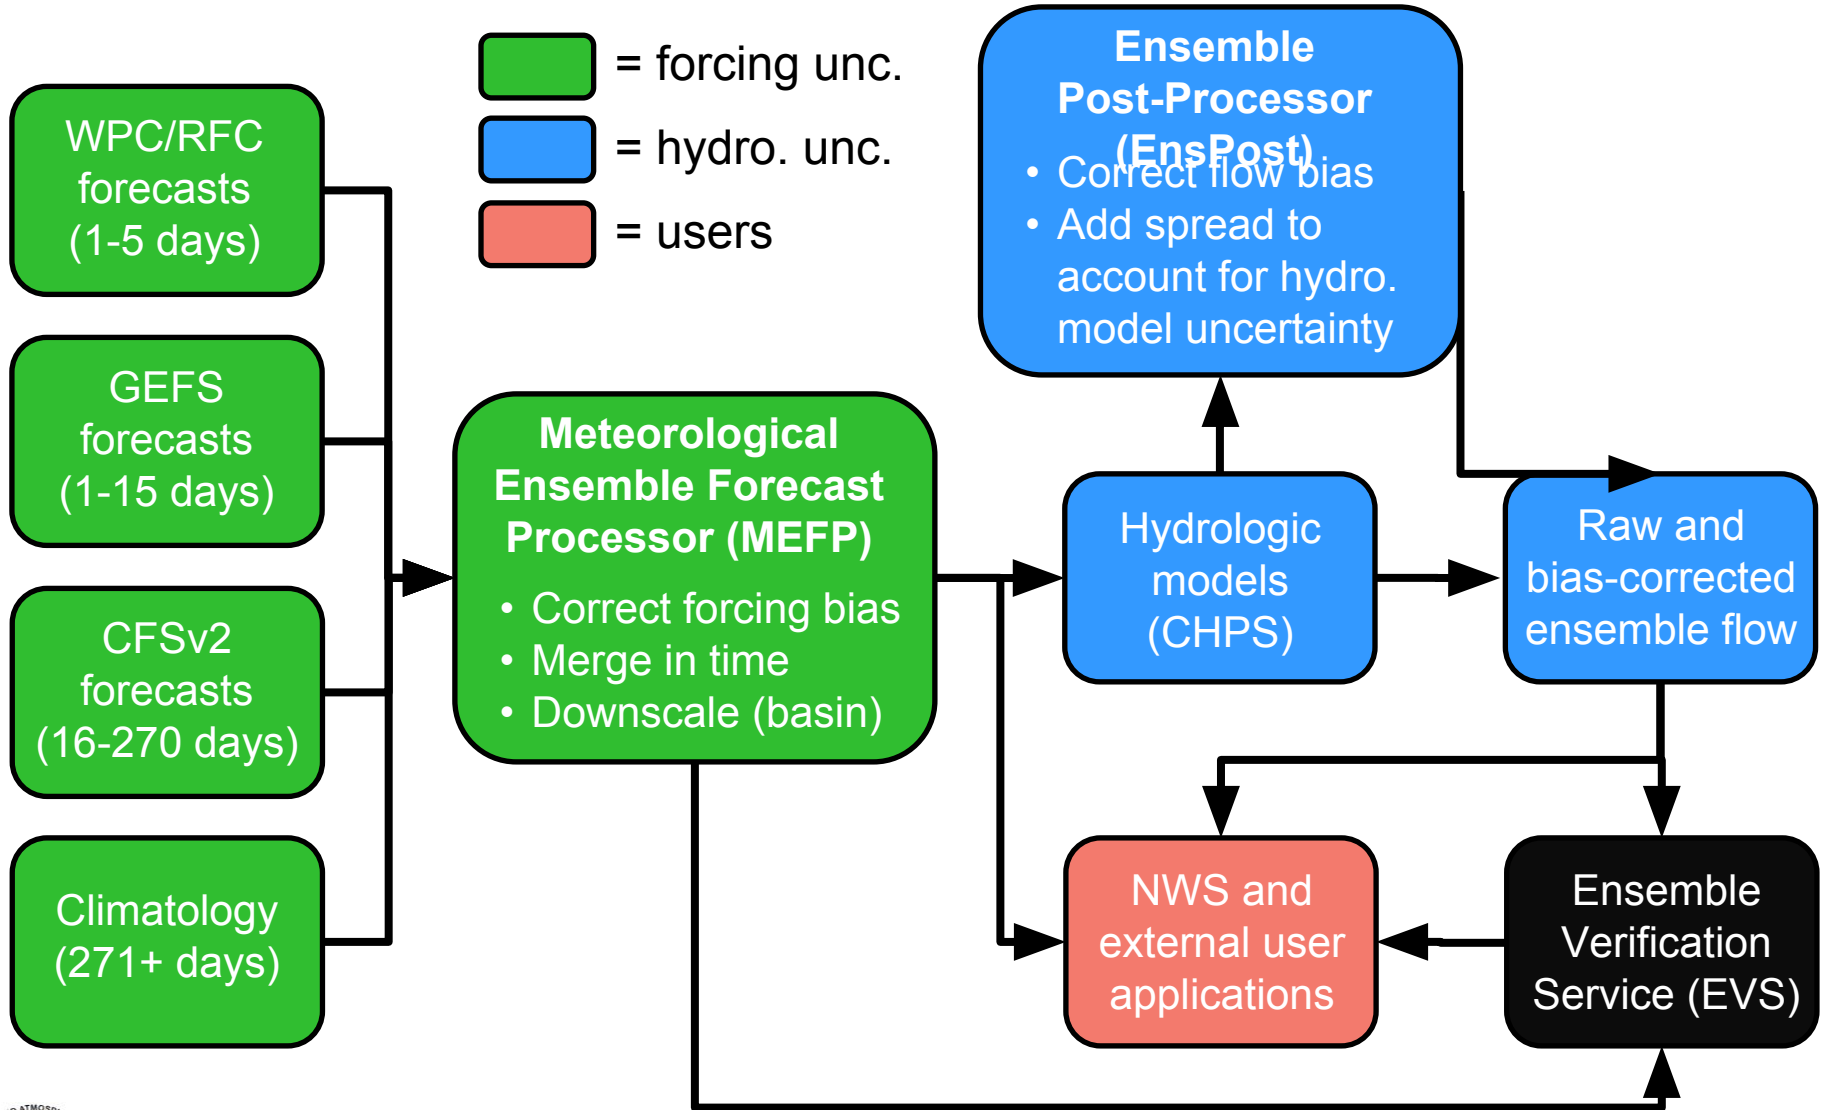 = forcing unc.
= hydro. unc.
= users
WPC/RFC
forecasts
(1-5 days)
GEFS
forecasts
(1-15 days)
CFSv2
forecasts
(16-270 days)
Climatology
(271+ days)
Meteorological
Ensemble Forecast
Processor (MEFP)
• Correct forcing bias
• Merge in time
• Downscale (basin)
Ensemble
Post-Processor
(EnsPost)
• Correct flow bias
• Add spread to
account for hydro.
model uncertainty
Hydrologic
models
(CHPS)
Raw and
bias-corrected
ensemble flow
NWS and
external user
applications
Ensemble
Verification
Service (EVS)